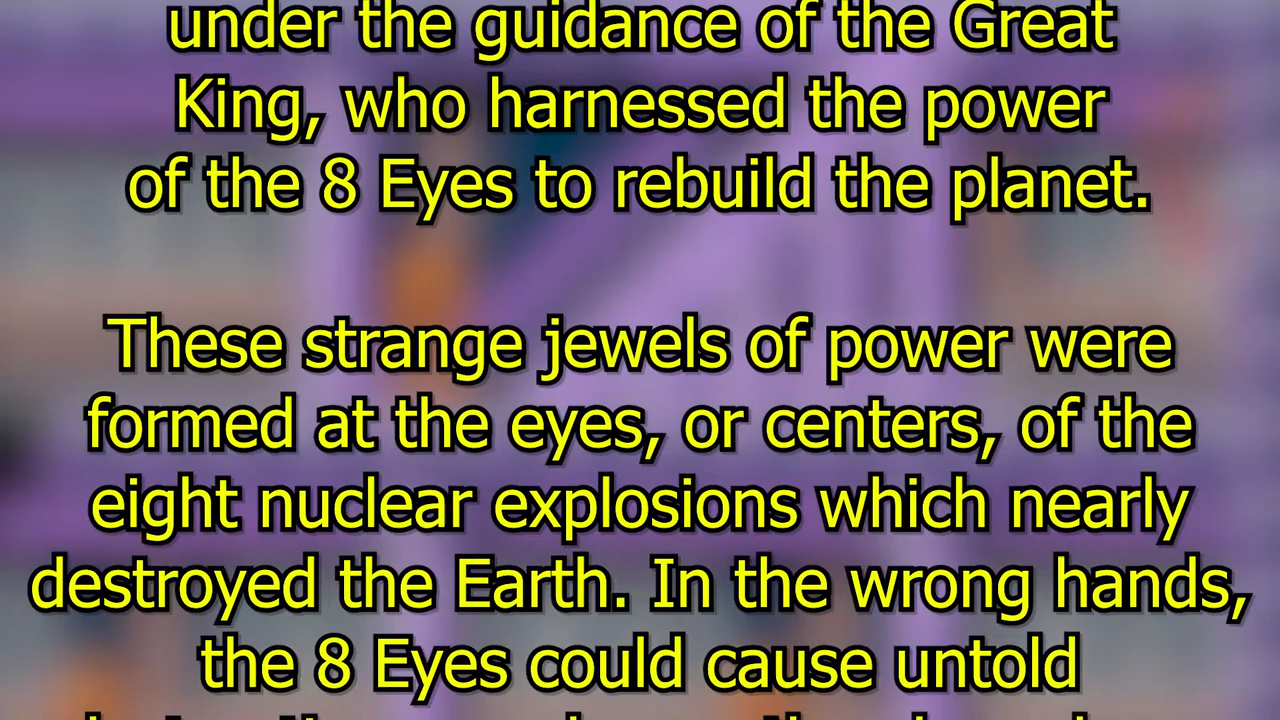 under the guidance of the Great
King, who harnessed the power
of the 8 Eyes to rebuild the planet.
These strange jewels of power were
formed at the eyes, or centers, of the
eight nuclear explosions which nearly
destroyed the Earth. In the wrong hands,
the 8 Eyes could cause untold